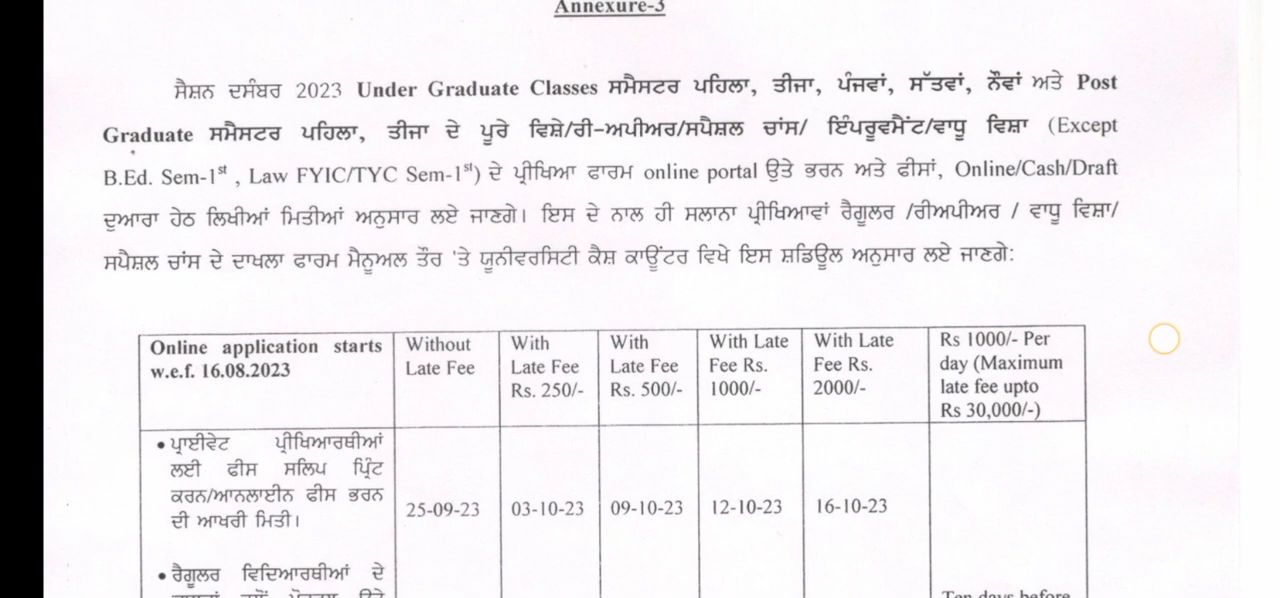 Annexure-3
ਸੈਸ਼ਨ ਦਸੰਬਰ 2023 Under Graduate Classes ਸਮੈਸਟਰ ਪਹਿਲਾ, ਤੀਜਾ, ਪੰਜਵਾਂ, ਸੱਤਵਾਂ, ਨੌਵਾਂ ਅਤੇ Post
Graduate ਸਮੈਸਟਰ ਪਹਿਲਾ, ਤੀਜਾ ਦੇ ਪੂਰੇ ਵਿਸ਼ੇ/ਰੀ-ਅਪੀਅਰ/ਸਪੈਸ਼ਲ ਚਾਂਸ/ ਇੰਪਰੂਵਮੈਂਟ/ਵਾਧੂ ਵਿਸ਼ਾ (Except
B.Ed. Sem-1st , Law FYIC/TYC Sem-1st) ਦੇ ਪ੍ਰੀਖਿਆ ਫਾਰਮ online portal ਉਤੇ ਭਰਨ ਅਤੇ ਫੀਸਾਂ, Online/Cash/Draft
ਦੁਆਰਾ ਹੇਠ ਲਿਖੀਆਂ ਮਿਤੀਆਂ ਅਨੁਸਾਰ ਲਏ ਜਾਣਗੇ। ਇਸ ਦੇ ਨਾਲ ਹੀ ਸਲਾਨਾ ਪ੍ਰੀਖਿਆਵਾਂ ਰੈਗੂਲਰ /ਰੀਅਪੀਅਰ / ਵਾਧੂ ਵਿਸ਼ਾ/
ਸਪੈਸ਼ਲ ਚਾਂਸ ਦੇ ਦਾਖਲਾ ਫਾਰਮ ਮੈਨੂਅਲ ਤੌਰ 'ਤੇ ਯੂਨੀਵਰਸਿਟੀ ਕੈਸ਼ ਕਾਊਂਟਰ ਵਿਖੇ ਇਸ ਸ਼ਡਿਊਲ ਅਨੁਸਾਰ ਲਏ ਜਾਣਗੇ:
Online application starts
w.e.f. 16.08.2023
Without
Late Fee
With
Late Fee
Rs. 250/-
With
Late Fee
Rs. 500/-
With Late
Fee Rs.
1000/-
With Late
Fee Rs.
2000/-
Rs 1000/- Per
day (Maximum
late fee upto
Rs 30,000/-)
• ਪ੍ਰਾਈਵੇਟ ਪ੍ਰੀਖਿਆਰਥੀਆਂ
ਲਈ ਫੀਸ ਸਲਿਪ ਪ੍ਰਿੰਟ
ਕਰਨ/ਆਨਲਾਈਨ ਫੀਸ ਭਰਨ
ਦੀ ਆਖਰੀ ਮਿਤੀ।
25-09-23
03-10-23
09-10-23
12-10-23
16-10-23
• ਰੈਗੂਲਰ ਵਿਦਿਆਰਥੀਆਂ ਦੇ
Ten days before